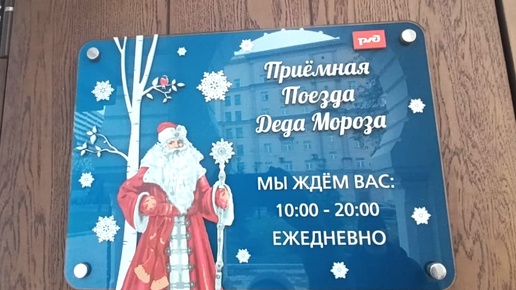 ржд
Приёмная
Поезда
Деда Мороза
МЫ ЖДЁМ ВАС:
10:00 - 20:00
ЕЖЕДНЕВНО